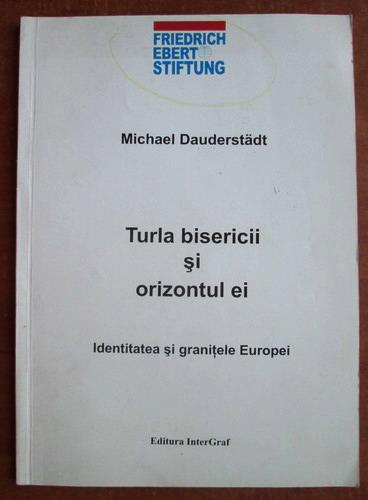 FRIEDRICH
EBERT
STIFTUNG
Michael Dauderstädt
Turla bisericii
şi
orizontul ei
Identitatea şi graniţele Europei
Editura InterGraf